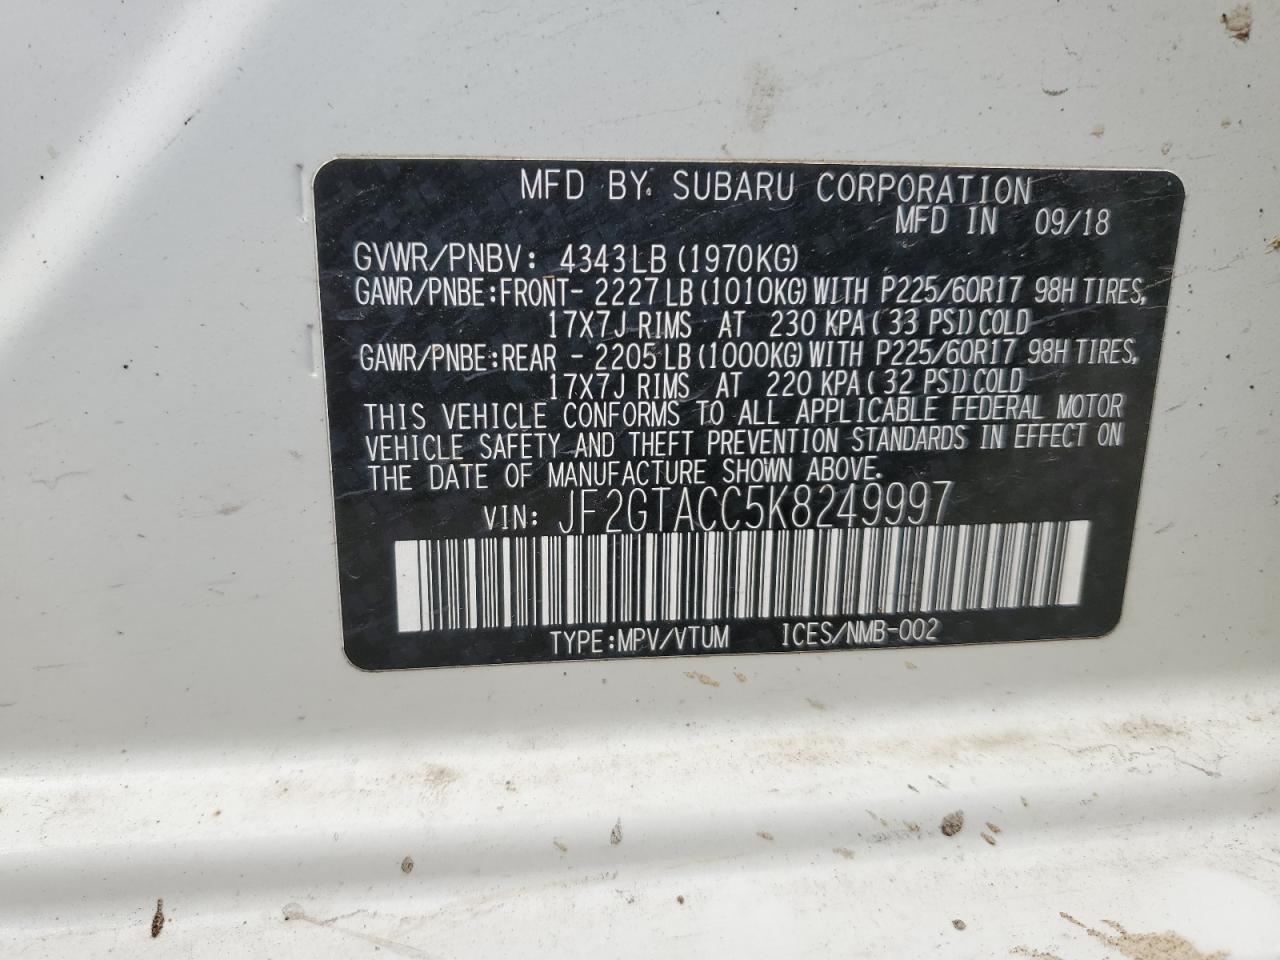 MFD BY. SUBARU CORPORATION
MFD IN 09/18
GVWR/PNBV: 4343LB (1970KG)
GAWR/PNBE:FRONT- 2227LB(1010KG)WITH P225/60R17 98H TIRES,
17X7J RIMS AT 230 KPA(33 PSI)COLD
GAWR/PNBE:REAR - 2205LB(1000KG)WITH P225/60R17 98H TIRES,
17X7J RIMS AT 220 KPA(32 PSI)COLD
THIS VEHICLE CONFORMS TO ALL APPLICABLE FEDERAL MOTOR
VEHICLE SAFETY AND THEFT PREVENTION STANDARDS IN EFFECT ON
THE DATE OF MANUFACTURE SHOWN ABOVE.
VIN: JF2GTACC5K8249997
TYPE:MPV/VTUM ICES/NMB-002